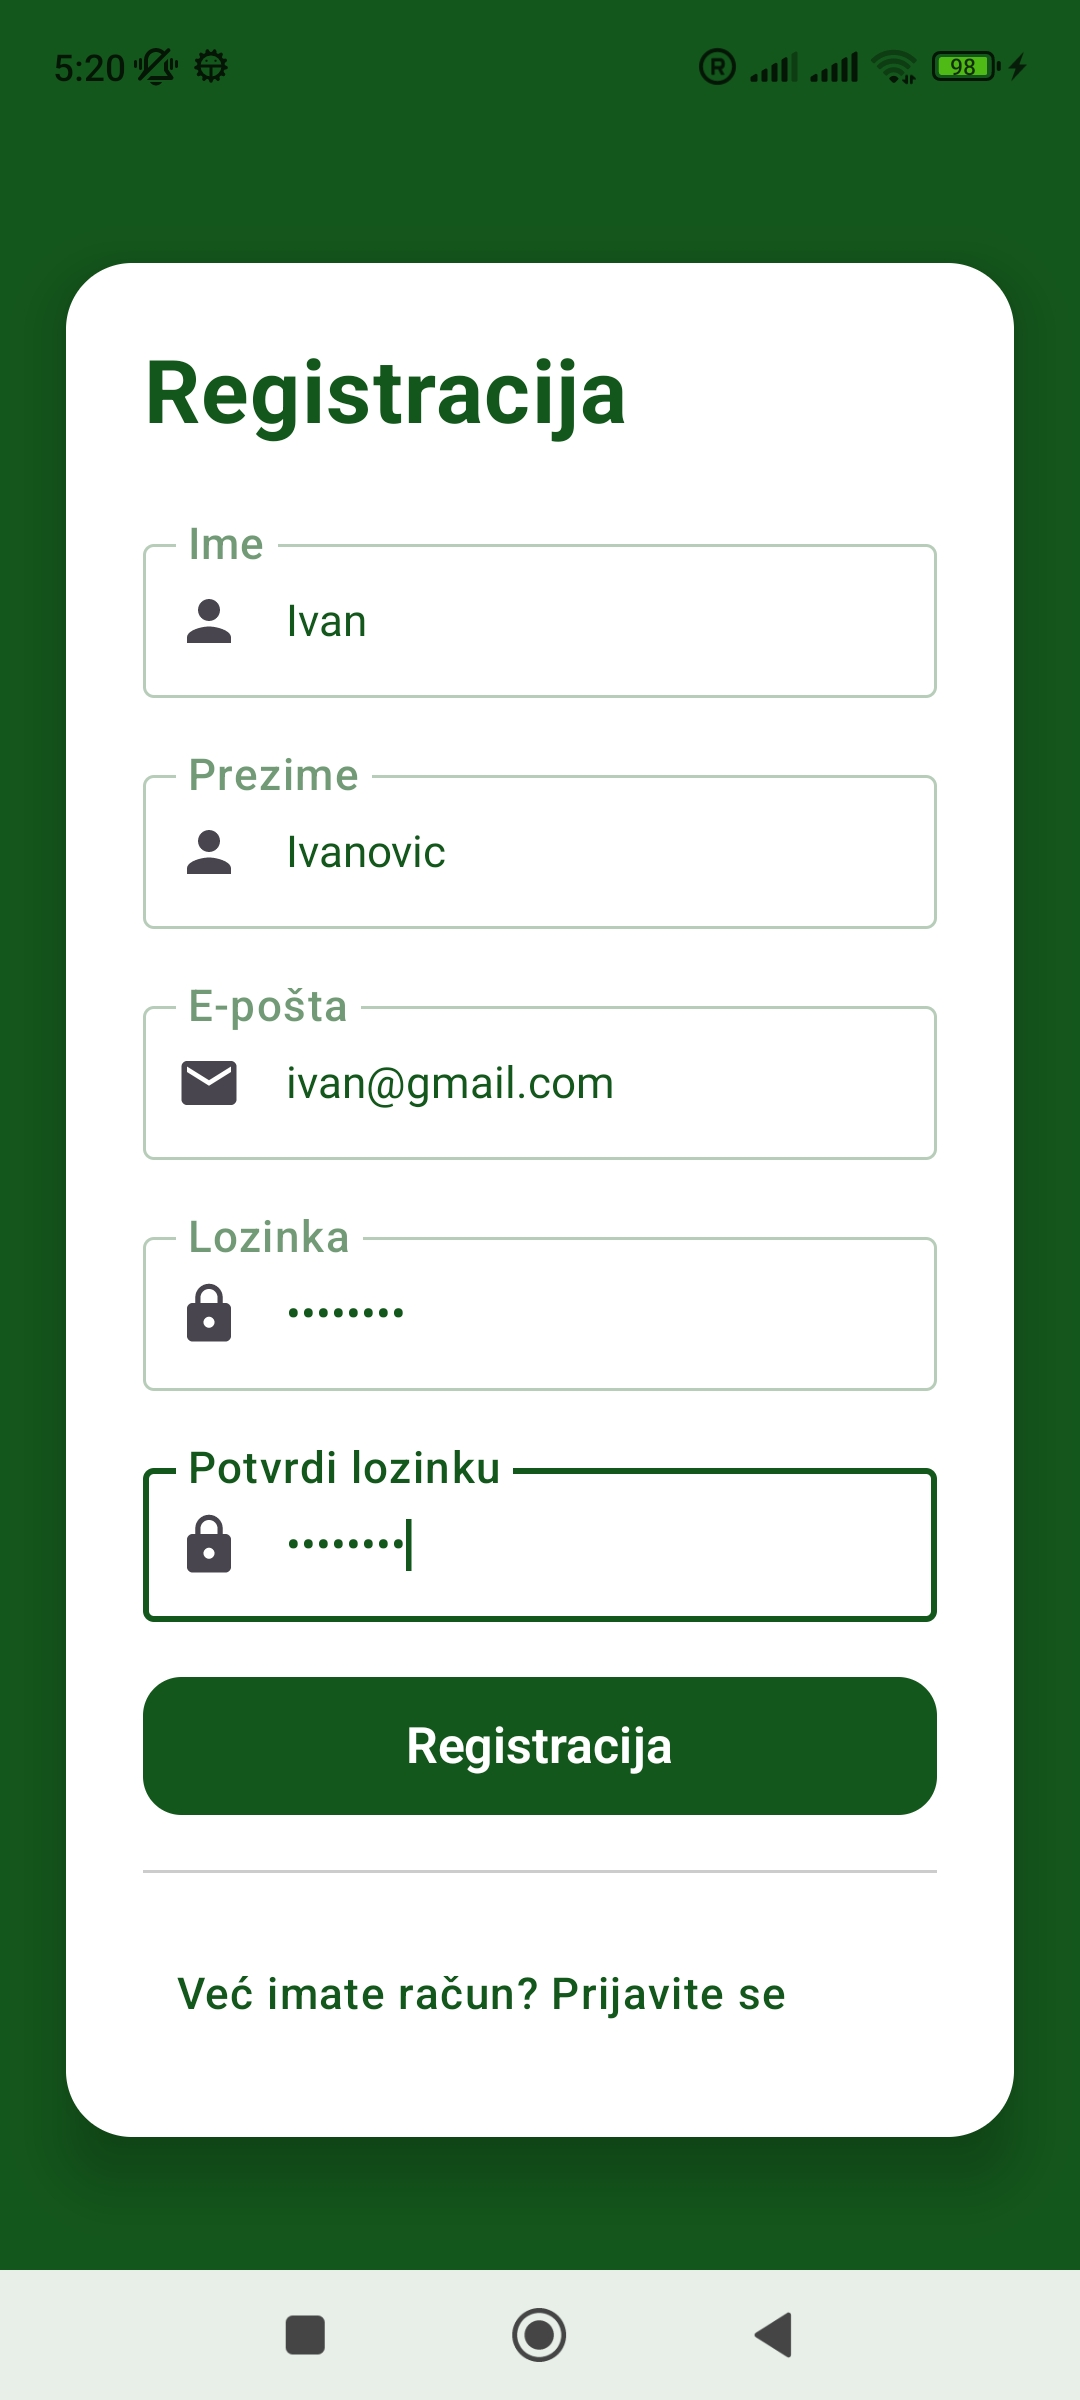 5:20
R
98
Registracija
Ime
Ivan
Prezime
Ivanovic
E-pošta
ivan@gmail.com
Lozinka
••••••••
Potvrdi lozinku
••••••••
Registracija
Već imate račun? Prijavite se